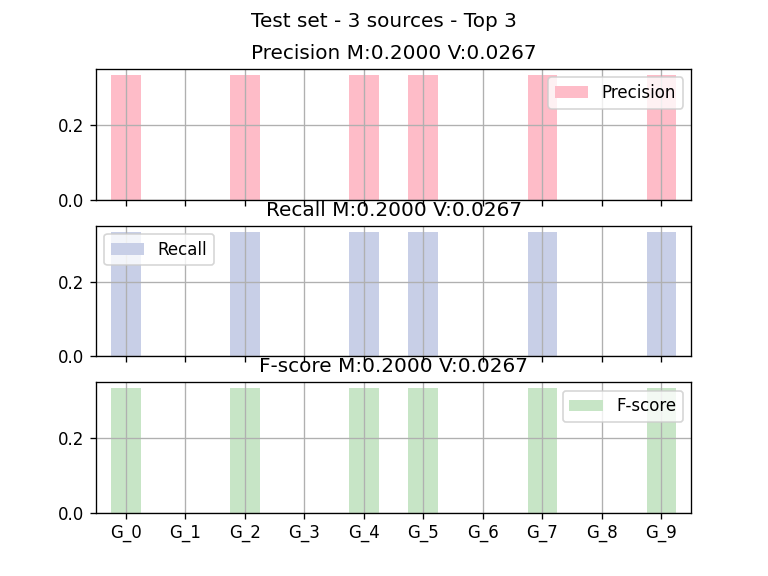 Test set - 3 sources - Top 3
Precision M:0.2000 V:0.0267
Precision
0.2
0.0
Recall M:0.2000 V:0.0267
Recall
0.2
0.0
F-score M:0.2000 V:0.0267
F-score
0.2
0.0
G_0 G_1 G_2 G_3 G_4 G_5 G_6 G_7 G_8 G_9